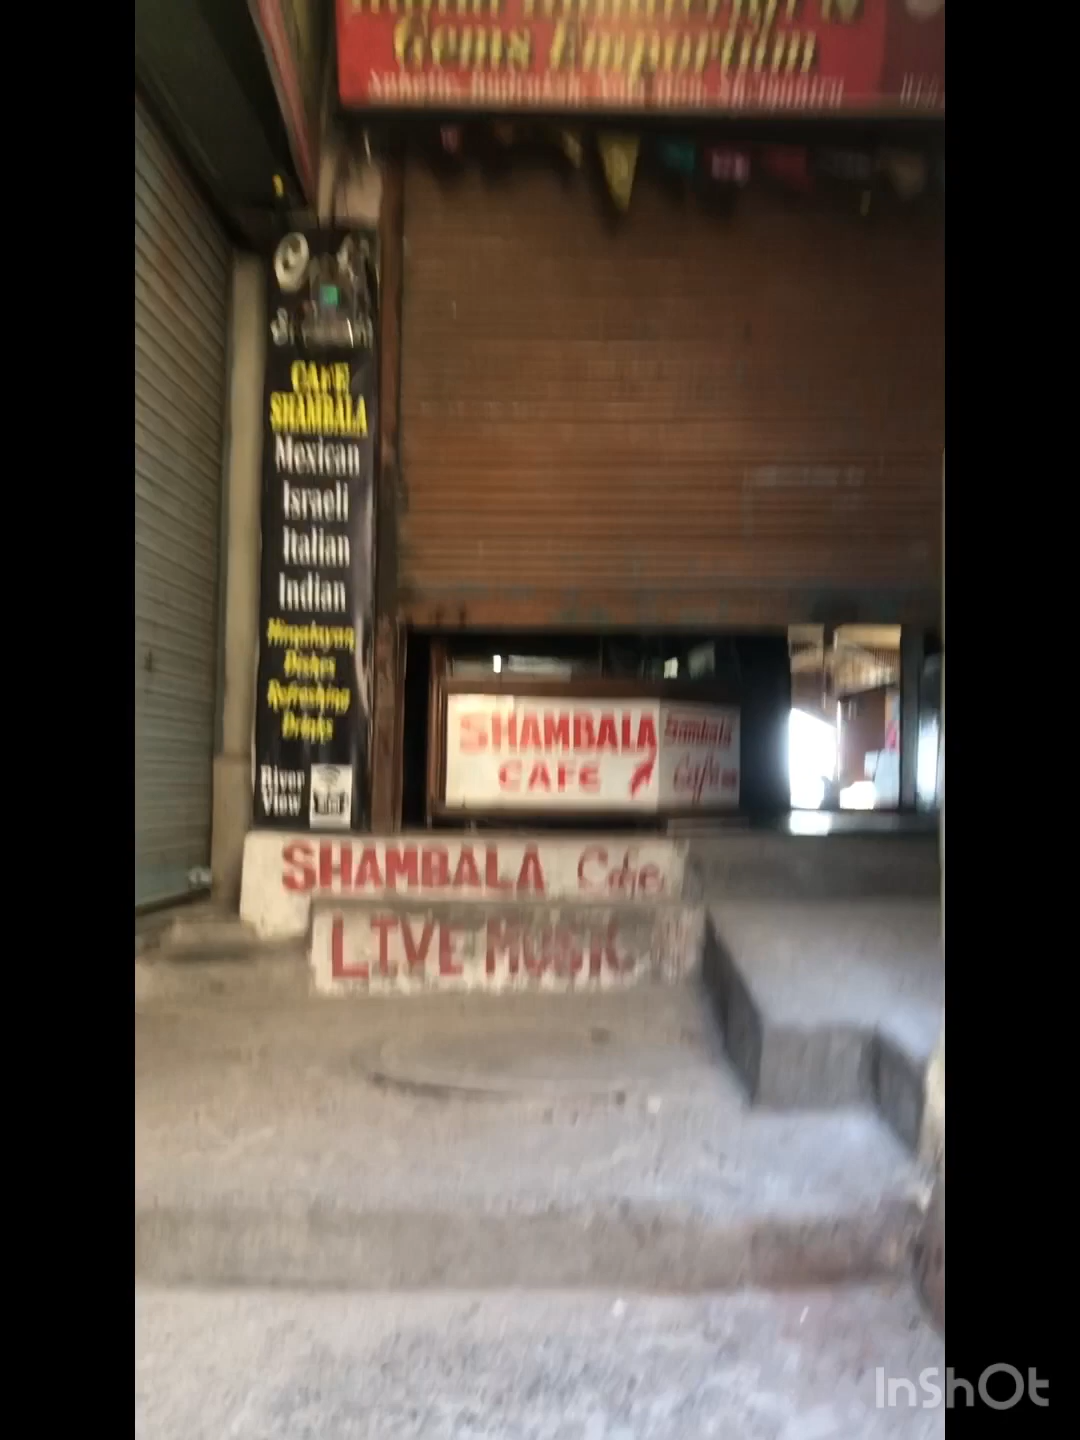 Gems Emporium
CAFE
SHAMBALA
Mexican
Israeli
Italian
Indian
Dishes
Refreshing
Drinks
River
View
SHAMBALA
CAFE
Shambala
Cafe
SHAMBALA Cafe
LIVE MUSIC
InShOt